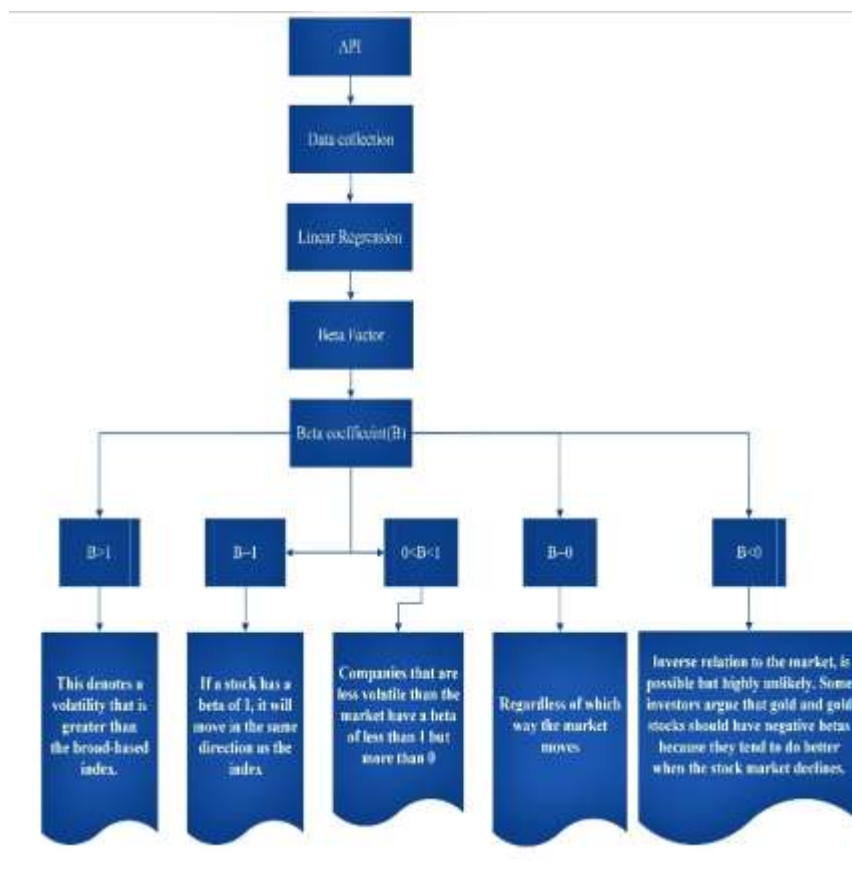 API
Data collection
Linear Regression
Beta Factor
Beta coefficeint(B)
B>1
B=1
0<B<1
B=0
B<0
This denotes a
volatility that is
greater than
the broad-based
index.
If a stock has a
beta of 1, it will
move in the same
direction as the
index
Companies that are
less volatile than the
market have a beta
of less than 1 but
more than 0
Regardless of which
way the market
moves
Inverse relation to the market, is
possible but highly unlikely. Some
investors argue that gold and gold
stocks should have negative betas
because they tend to do better
when the stock market declines.